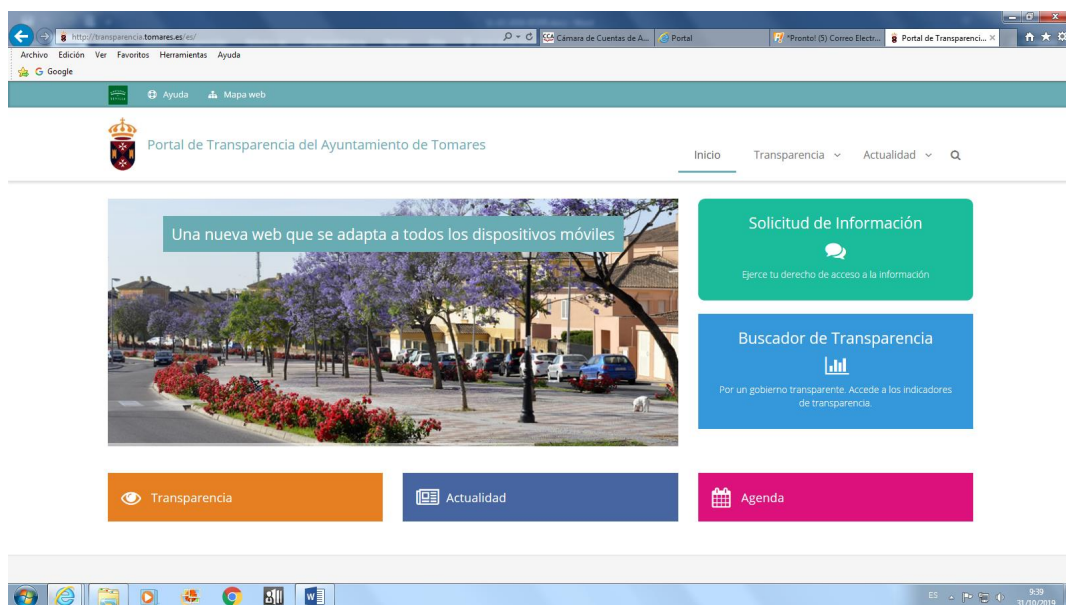 http://transparencia.tomares.es/es/
Cámara de Cuentas de A...
Portal
*Pronto! (5) Correo Electr...
Portal de Transparenci...
Archivo Edición Ver Favoritos Herramientas Ayuda
Google
Ayuda Mapa web
Portal de Transparencia del Ayuntamiento de Tomares
Inicio Transparencia Actualidad
Una nueva web que se adapta a todos los dispositivos móviles
Solicitud de Información
Ejerce tu derecho de acceso a la información
Buscador de Transparencia
Por un gobierno transparente. Accede a los indicadores
de transparencia.
Transparencia
Actualidad
Agenda
ES
9:39
31/10/2019